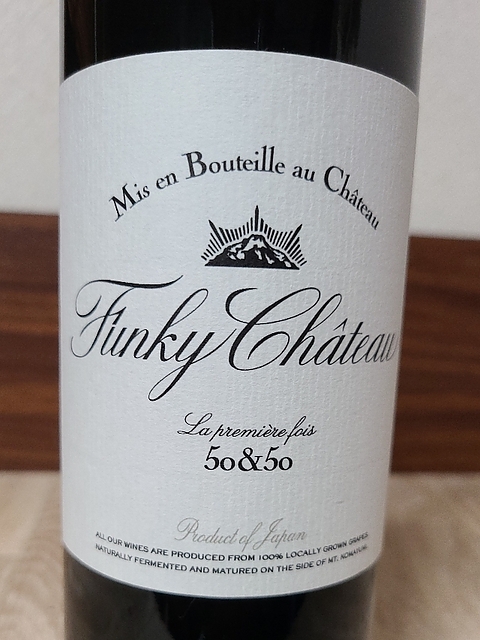 Mis en Bouteille au Château
Funky Château
La première fois
50&50
Product of Japan
ALL OUR WINES ARE PRODUCED FROM 100% LOCALLY GROWN GRAPES.
NATURALLY FERMENTED AND MATURED ON THE SIDE OF MT. KOMAYUMI.